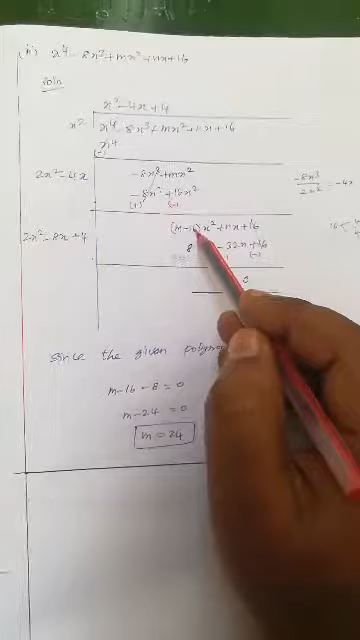 (ii) x⁴ - 8x³ + mx² + nx + 16
Soln
x² - 4x + 4
x² x⁴ - 8x³ + mx² + nx + 16
x⁴
(-)
2x² - 4x -8x³ + mx²
-8x³ + 16x²
(+) (-)
-8x³/2x² = -4x
2x² - 8x + 4 (m-16)x² + nx + 16
8 - 32x + 16
(-)
0
since the given
m - 16 - 8 = 0
m - 24 = 0
m = 24